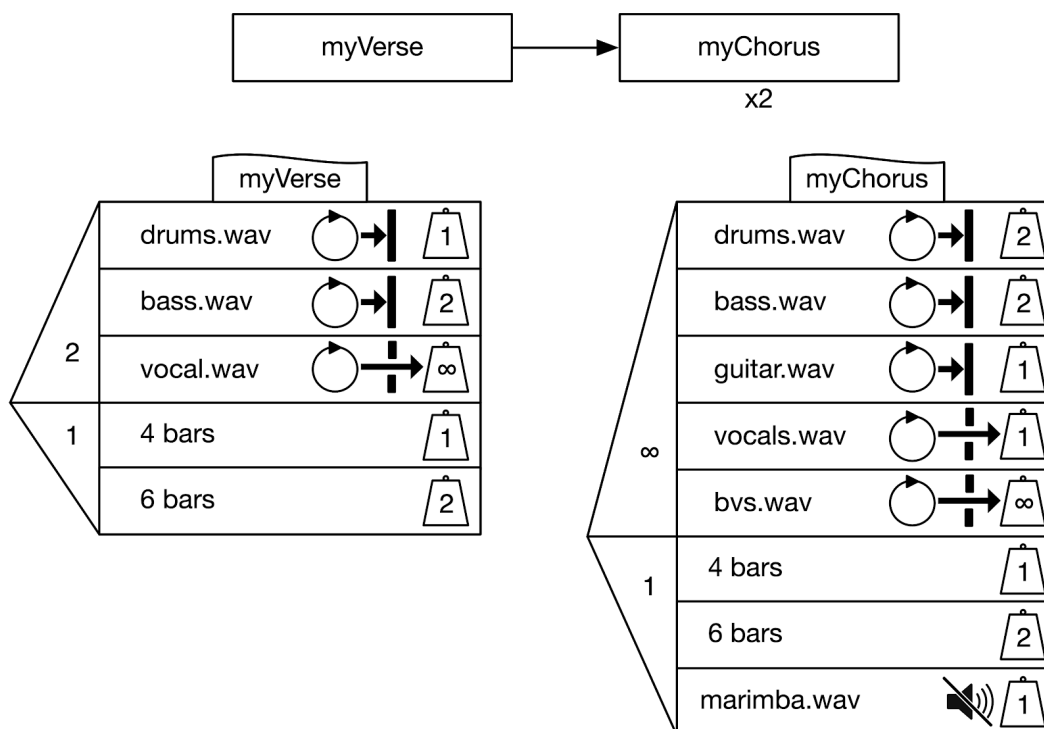 myVerse
myChorus
x2
myVerse
drums.wav 1
bass.wav 2
2
vocal.wav ∞
1
4 bars 1
6 bars 2
myChorus
drums.wav 2
bass.wav 2
guitar.wav 1
vocals.wav 1
∞
bvs.wav ∞
1
4 bars 1
6 bars 2
marimba.wav 1